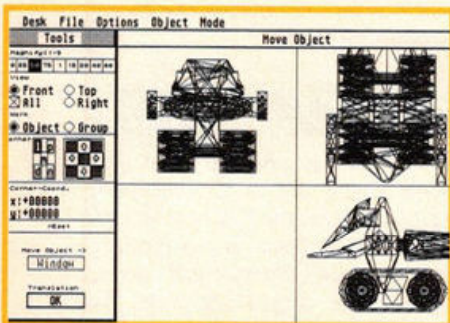 Desk File Options Object Mode
Tools
Move Object
View
Front Top
All Right
Work
Object Group
Corner-Coord.
x:+00000
y:+00000
Move Object ->
Window
Translation
OK